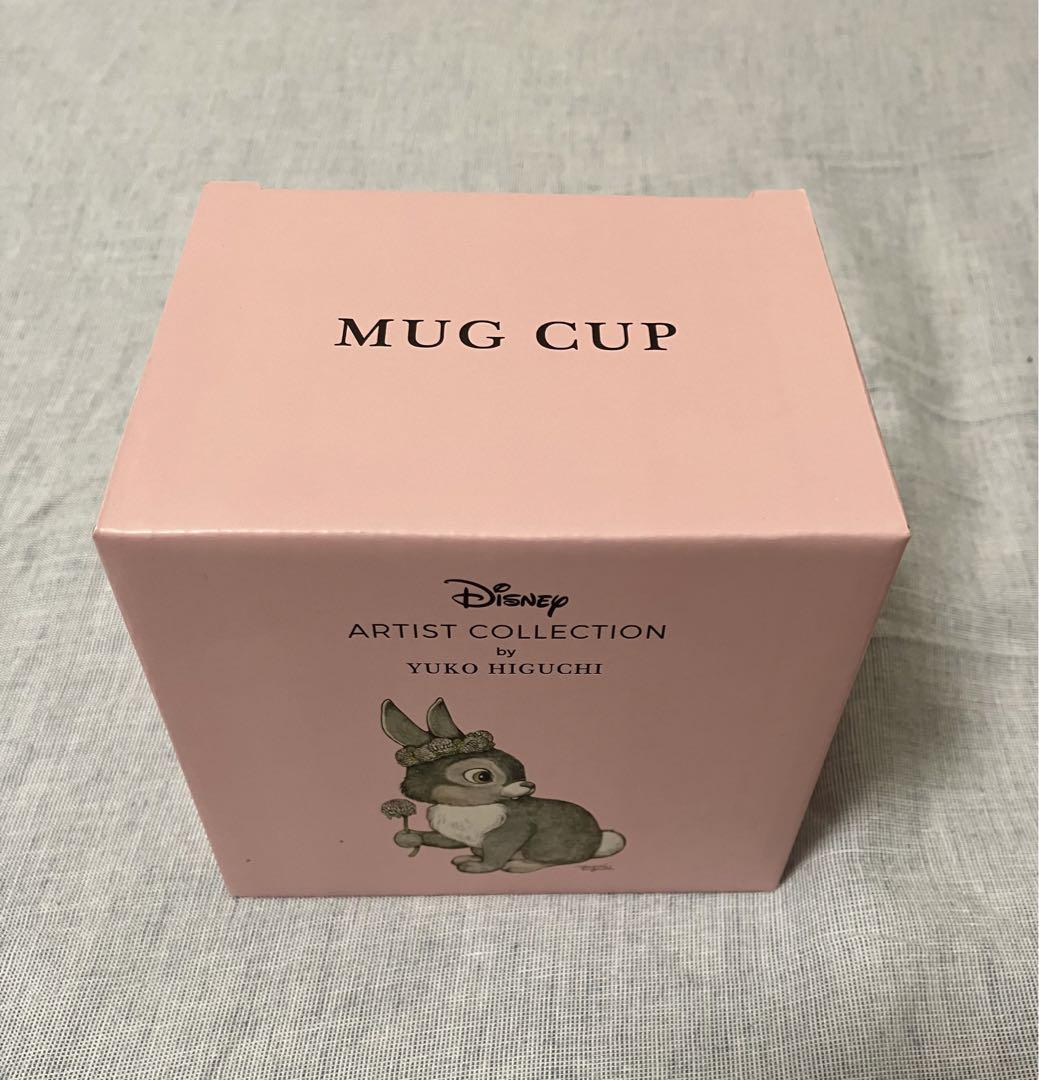 MUG CUP
Disney
ARTIST COLLECTION
by
YUKO HIGUCHI